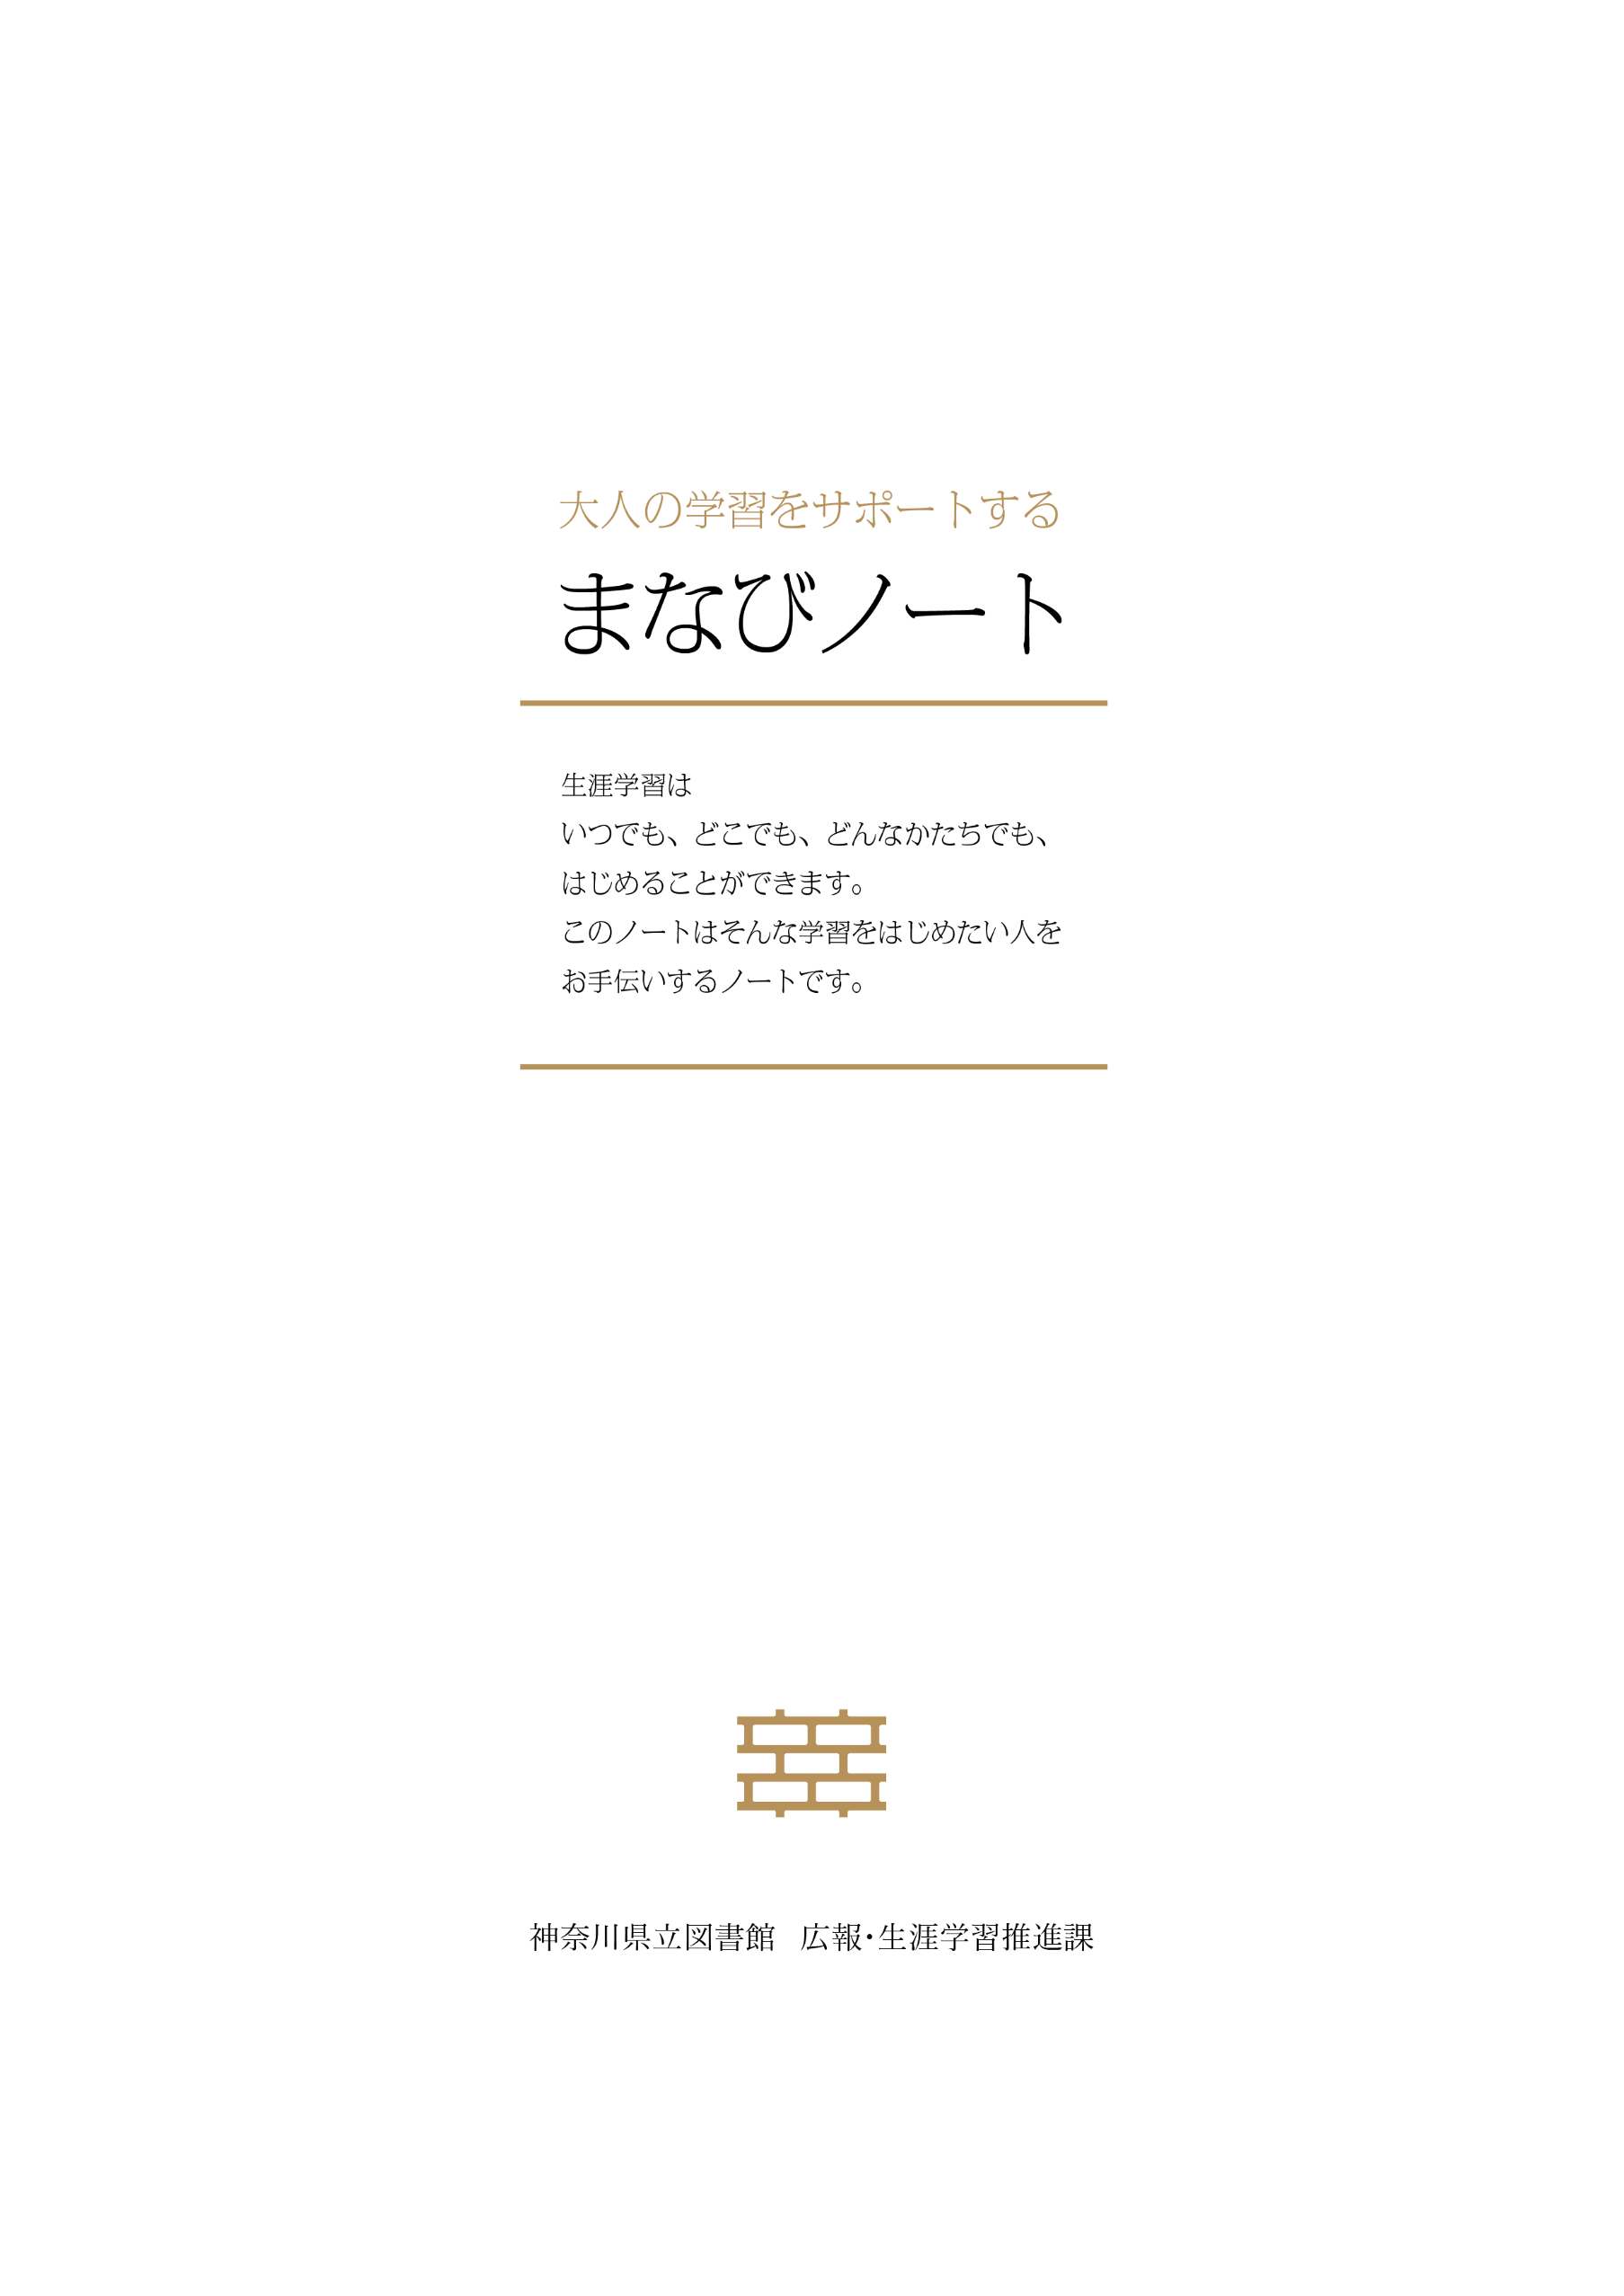 大人の学習をサポートする
まなびノート
生涯学習は
いつでも、どこでも、どんなかたちでも、
はじめることができます。
このノートはそんな学習をはじめたい人を
お手伝いするノートです。
神奈川県立図書館　広報・生涯学習推進課